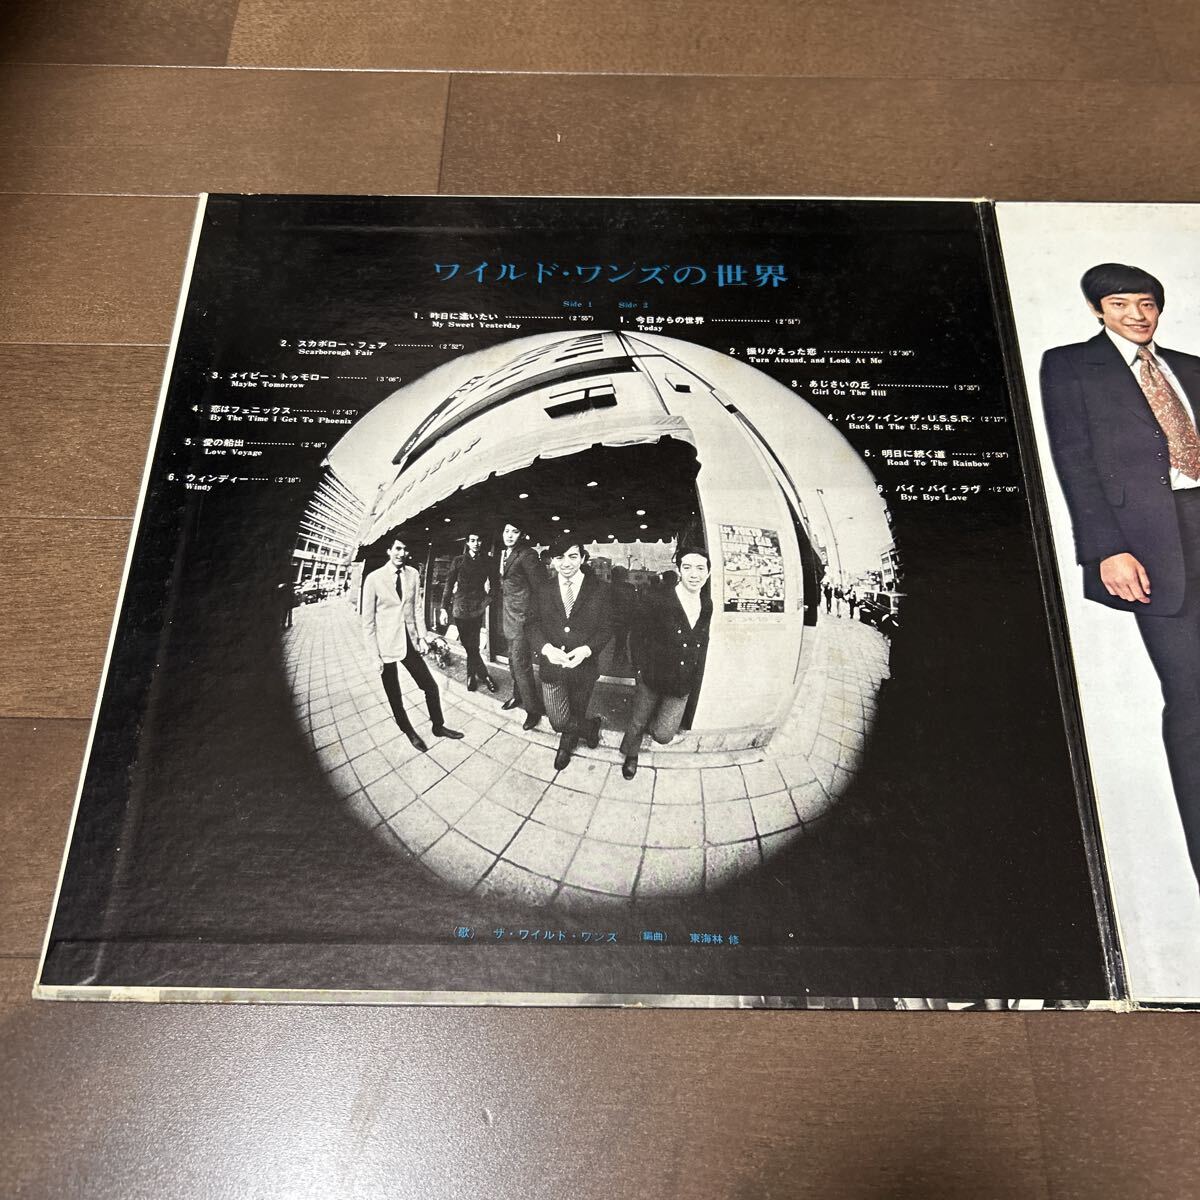 ワイルド・ワンズの世界
Side 1
1. 昨日に逢いたい ……………… (2'55")
My Sweet Yesterday
2. スカボロー・フェア ………… (2'52")
Scarborough Fair
3. メイビー・トゥモロー ……… (3'08")
Maybe Tomorrow
4. 恋はフェニックス ……… (2'43")
By The Time I Get To Phoenix
5. 愛の船出 ………… (2'48")
Love Voyage
6. ウィンディー …… (2'18")
Windy
Side 2
1. 今日からの世界 ……………… (2'51")
Today
2. 振りかえった恋 ……………… (2'36")
Turn Around, and Look At Me
3. あじさいの丘 ………………… (3'35")
Girl On The Hill
4. バック・イン・ザ・U.S.S.R. ・(2'17")
Back In The U.S.S.R.
5. 明日に続く道 ……… (2'53")
Road To The Rainbow
6. バイ・バイ・ラヴ ・(2'00")
Bye Bye Love
(歌) ザ・ワイルド・ワンズ (編曲) 東海林 修